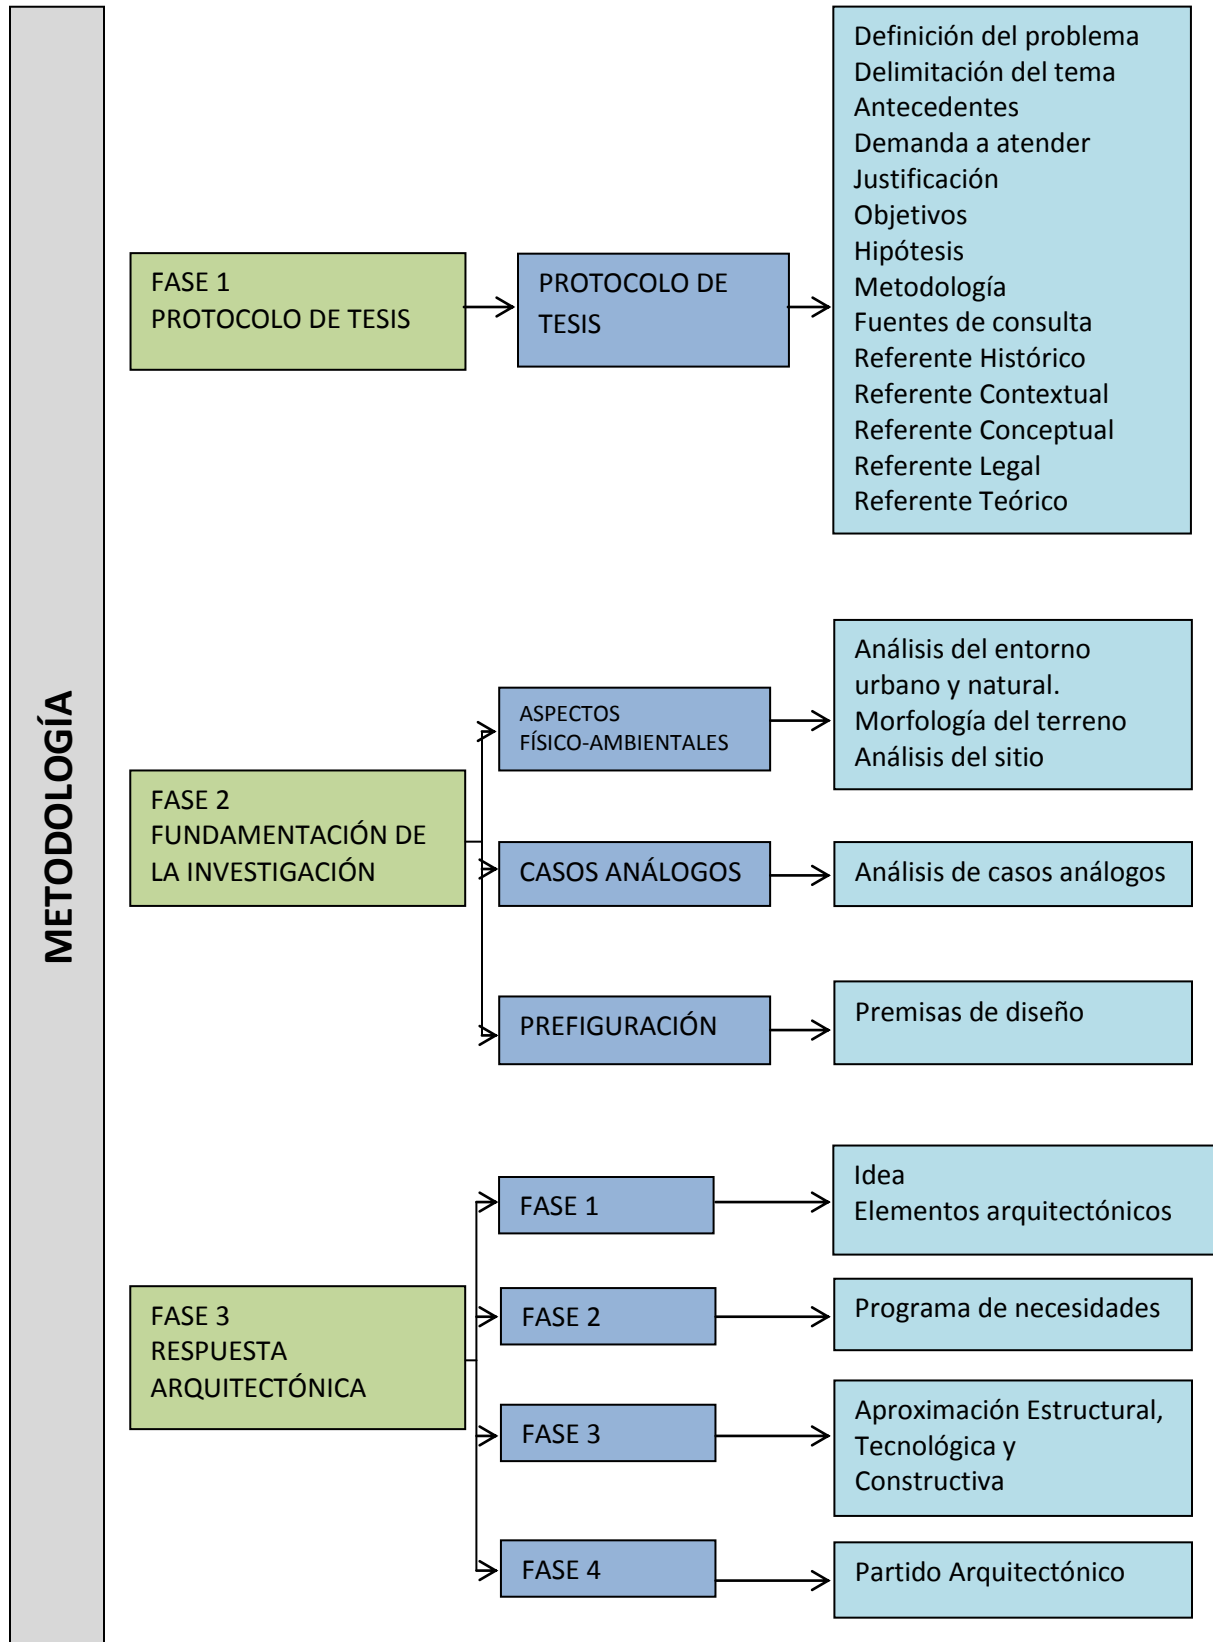 METODOLOGÍA
FASE 1
PROTOCOLO DE TESIS
PROTOCOLO DE
TESIS
Definición del problema
Delimitación del tema
Antecedentes
Demanda a atender
Justificación
Objetivos
Hipótesis
Metodología
Fuentes de consulta
Referente Histórico
Referente Contextual
Referente Conceptual
Referente Legal
Referente Teórico
FASE 2
FUNDAMENTACIÓN DE
LA INVESTIGACIÓN
ASPECTOS
FÍSICO-AMBIENTALES
Análisis del entorno
urbano y natural.
Morfología del terreno
Análisis del sitio
CASOS ANÁLOGOS
Análisis de casos análogos
PREFIGURACIÓN
Premisas de diseño
FASE 3
RESPUESTA
ARQUITECTÓNICA
FASE 1
Idea
Elementos arquitectónicos
FASE 2
Programa de necesidades
FASE 3
Aproximación Estructural,
Tecnológica y
Constructiva
FASE 4
Partido Arquitectónico